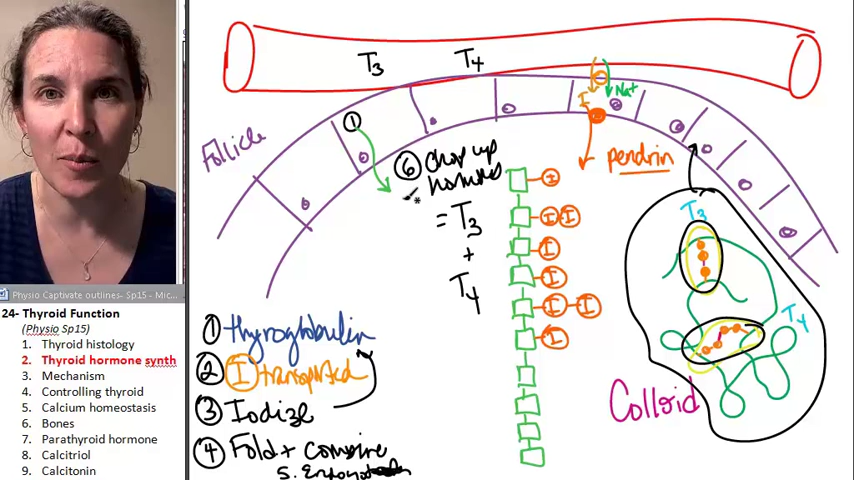 T3
T4
I
Na+
Follicle
①
pendrin
⑥ Chop up
hormones
= T3
+
T4
I
I I
I
I
I I
I
T3
T4
Colloid
① thyroglobulin
② I transported
③ Iodize
④ Fold + combine
Physio Captivate outlines- Sp15 - Mic...
24- Thyroid Function
(Physio Sp15)
1. Thyroid histology
2. Thyroid hormone synth
3. Mechanism
4. Controlling thyroid
5. Calcium homeostasis
6. Bones
7. Parathyroid hormone
8. Calcitriol
9. Calcitonin